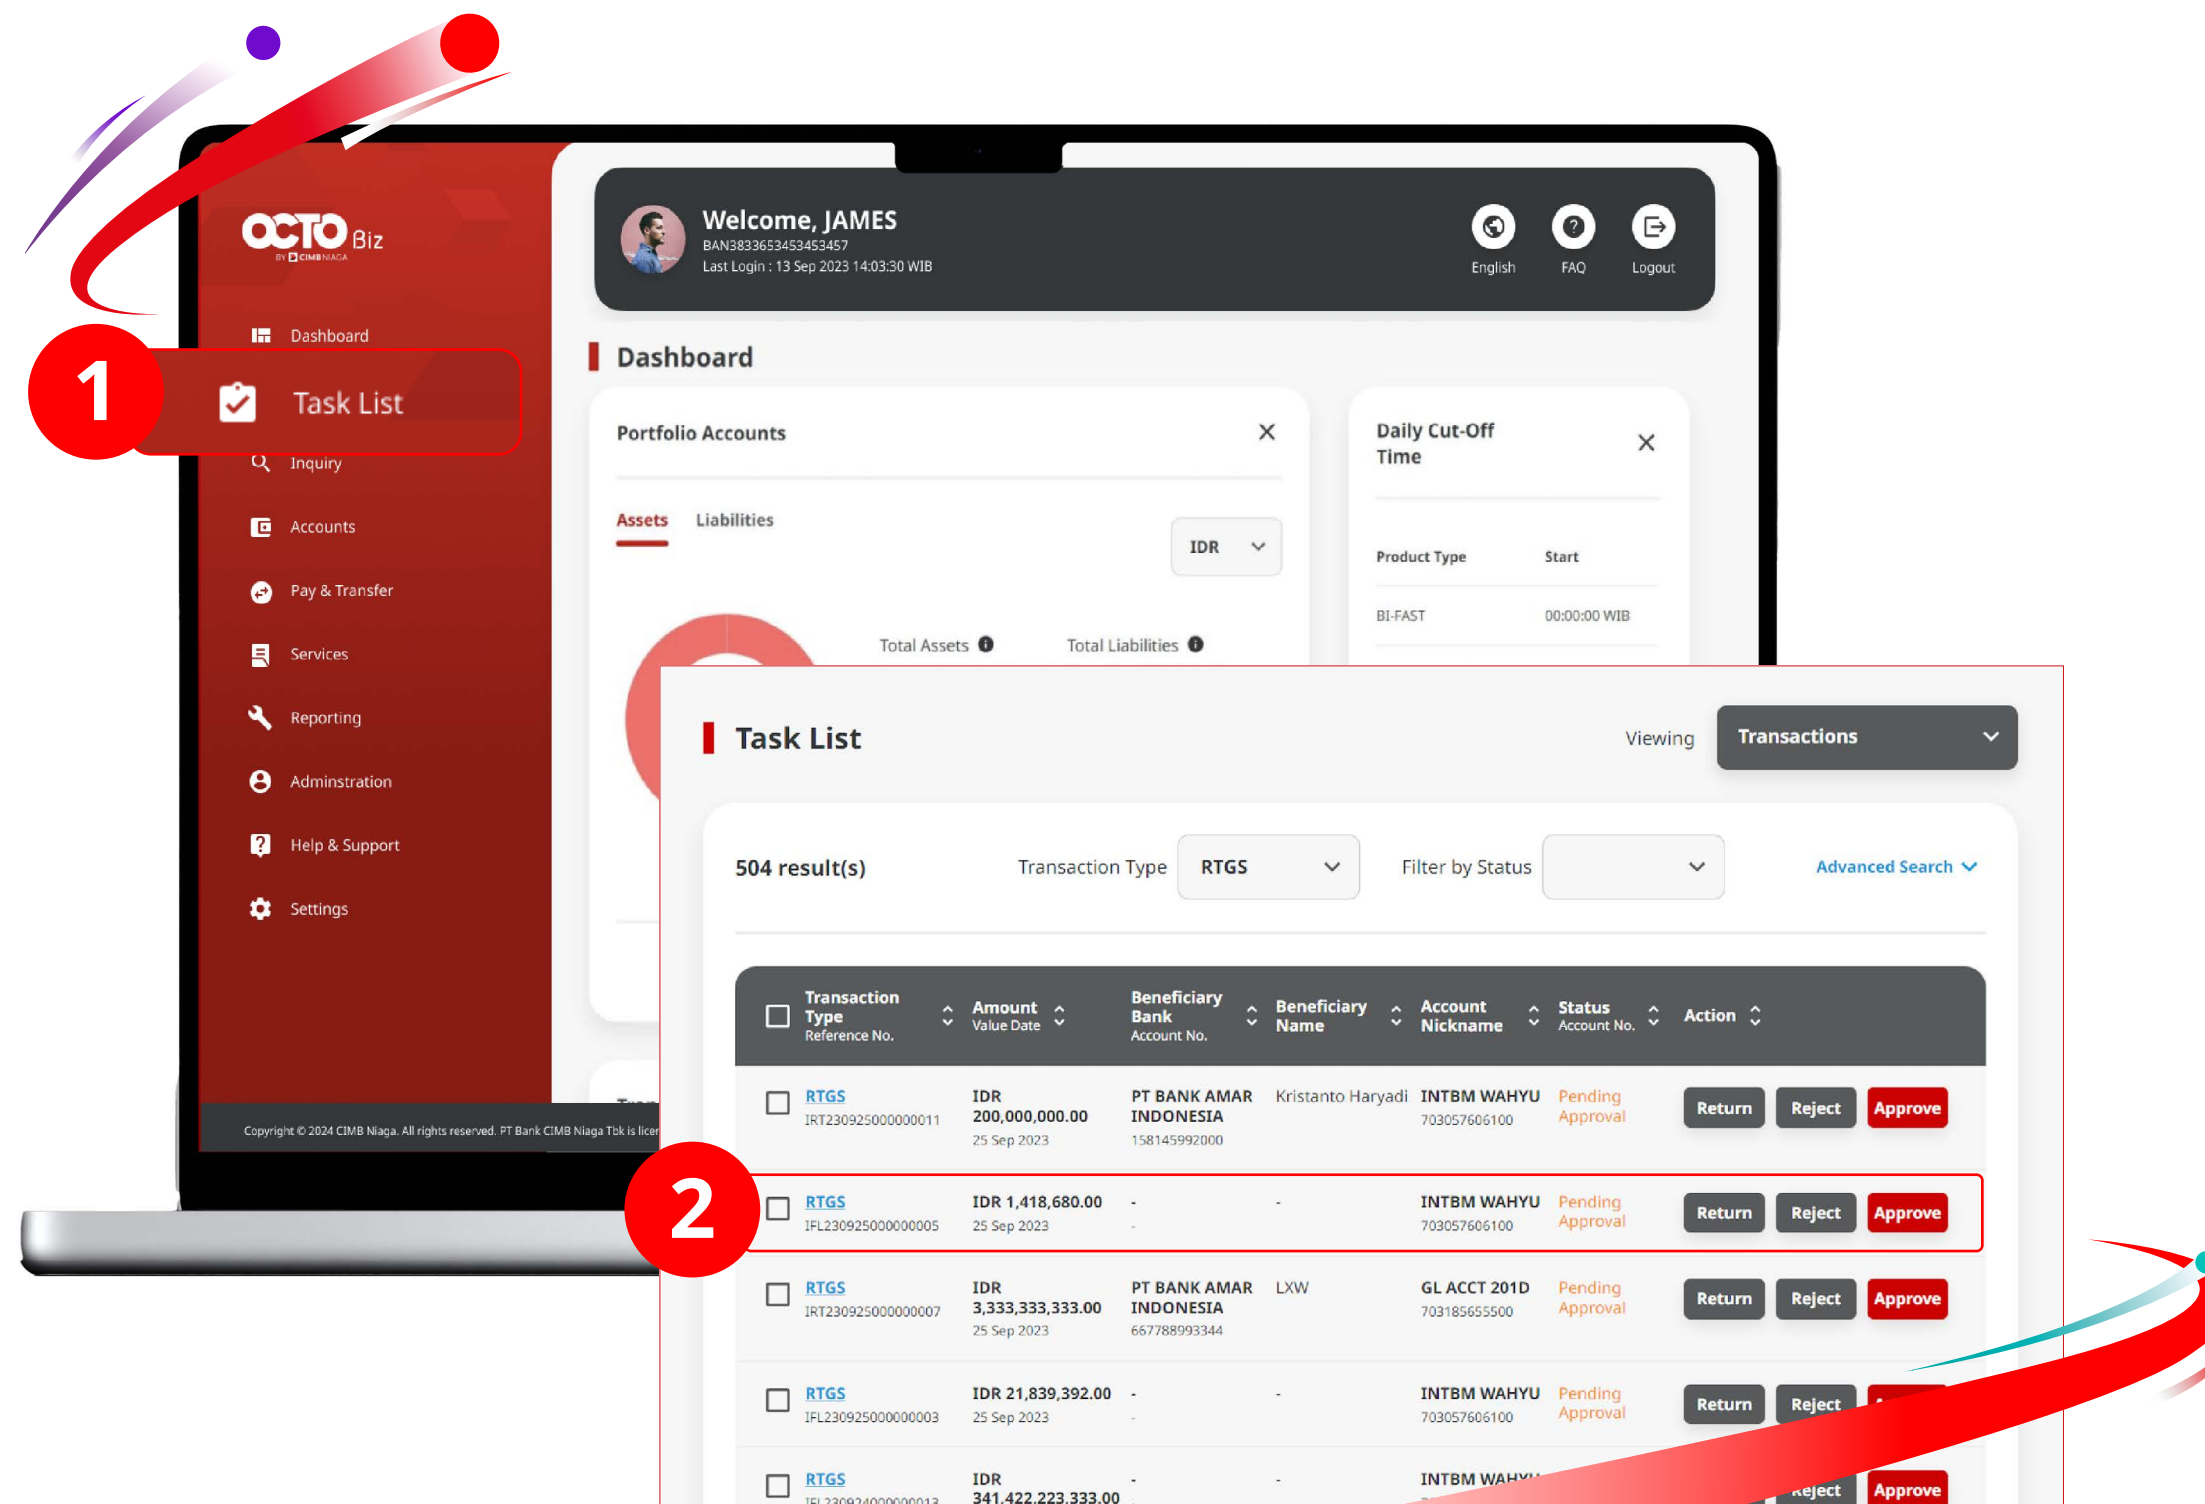 OCTO Biz
BY CIMB NIAGA
Welcome, JAMES
BAN3833653453453457
Last Login : 13 Sep 2023 14:03:30 WIB
English
FAQ
Logout
Dashboard
1
Task List
Inquiry
Accounts
Pay & Transfer
Services
Reporting
Adminstration
Help & Support
Settings
Copyright © 2024 CIMB Niaga. All rights reserved. PT Bank CIMB Niaga Tbk is licer
Dashboard
Portfolio Accounts
Assets Liabilities
IDR
Total Assets
Total Liabilities
Daily Cut-Off
Time
Product Type Start
BI-FAST 00:00:00 WIB
Task List
Viewing Transactions
504 result(s)
Transaction Type RTGS
Filter by Status
Advanced Search
Transaction
Type
Reference No.
Amount
Value Date
Beneficiary
Bank
Account No.
Beneficiary
Name
Account
Nickname
Status
Account No.
Action
RTGS
IRT230925000000011
IDR
200,000,000.00
25 Sep 2023
PT BANK AMAR
INDONESIA
158145992000
Kristanto Haryadi
INTBM WAHYU
703057606100
Pending
Approval
Return Reject Approve
2
RTGS
IFL230925000000005
IDR 1,418,680.00
25 Sep 2023
-
-
-
INTBM WAHYU
703057606100
Pending
Approval
Return Reject Approve
RTGS
IRT230925000000007
IDR
3,333,333,333.00
25 Sep 2023
PT BANK AMAR
INDONESIA
667788993344
LXW
GL ACCT 201D
703185655500
Pending
Approval
Return Reject Approve
RTGS
IFL230925000000003
IDR 21,839,392.00
25 Sep 2023
-
-
-
INTBM WAHYU
703057606100
Pending
Approval
Return Reject
RTGS
IFL230924000000013
IDR
341,422,223,333.00
-
-
-
INTBM WAHYU
Reject Approve